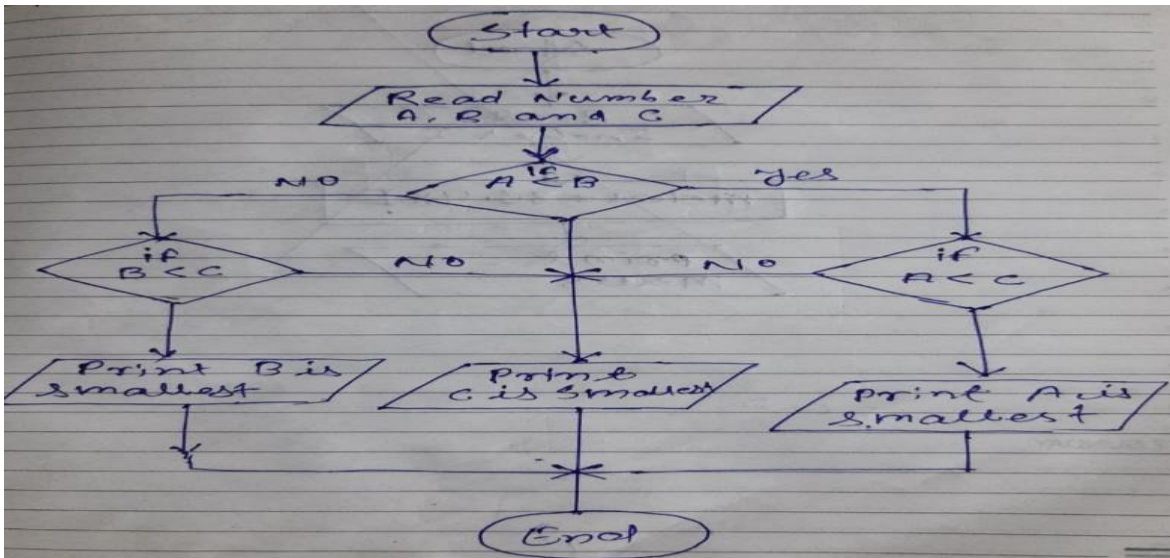 Start
Read Number
A, B and C
if
A < B
NO
Yes
if
B < C
NO
NO
if
A < C
Print B is
smallest
Print
C is Smallest
Print A is
smallest
End